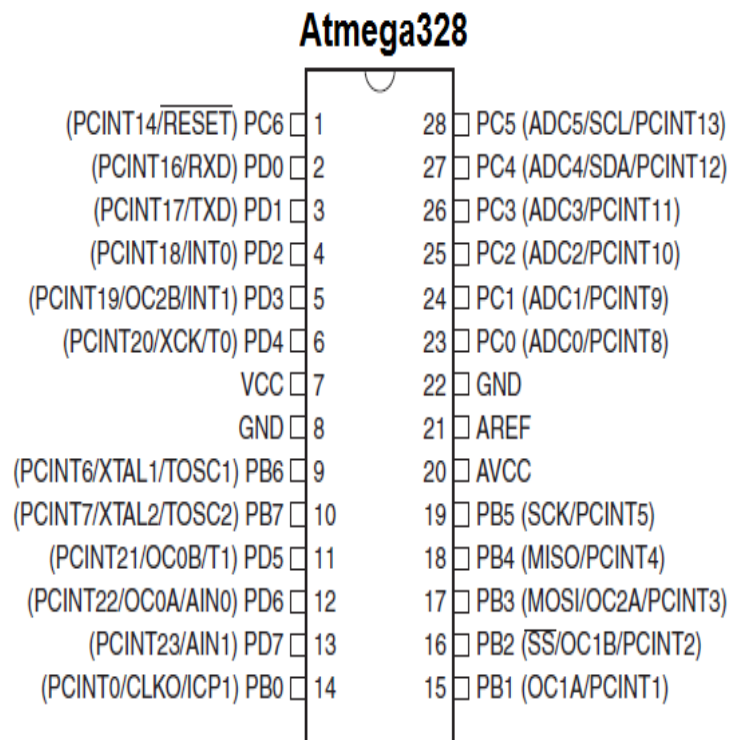 Atmega328
(PCINT14/RESET) PC6 1 28 PC5 (ADC5/SCL/PCINT13)
(PCINT16/RXD) PD0 2 27 PC4 (ADC4/SDA/PCINT12)
(PCINT17/TXD) PD1 3 26 PC3 (ADC3/PCINT11)
(PCINT18/INT0) PD2 4 25 PC2 (ADC2/PCINT10)
(PCINT19/OC2B/INT1) PD3 5 24 PC1 (ADC1/PCINT9)
(PCINT20/XCK/T0) PD4 6 23 PC0 (ADC0/PCINT8)
VCC 7 22 GND
GND 8 21 AREF
(PCINT6/XTAL1/TOSC1) PB6 9 20 AVCC
(PCINT7/XTAL2/TOSC2) PB7 10 19 PB5 (SCK/PCINT5)
(PCINT21/OC0B/T1) PD5 11 18 PB4 (MISO/PCINT4)
(PCINT22/OC0A/AIN0) PD6 12 17 PB3 (MOSI/OC2A/PCINT3)
(PCINT23/AIN1) PD7 13 16 PB2 (SS/OC1B/PCINT2)
(PCINT0/CLKO/ICP1) PB0 14 15 PB1 (OC1A/PCINT1)